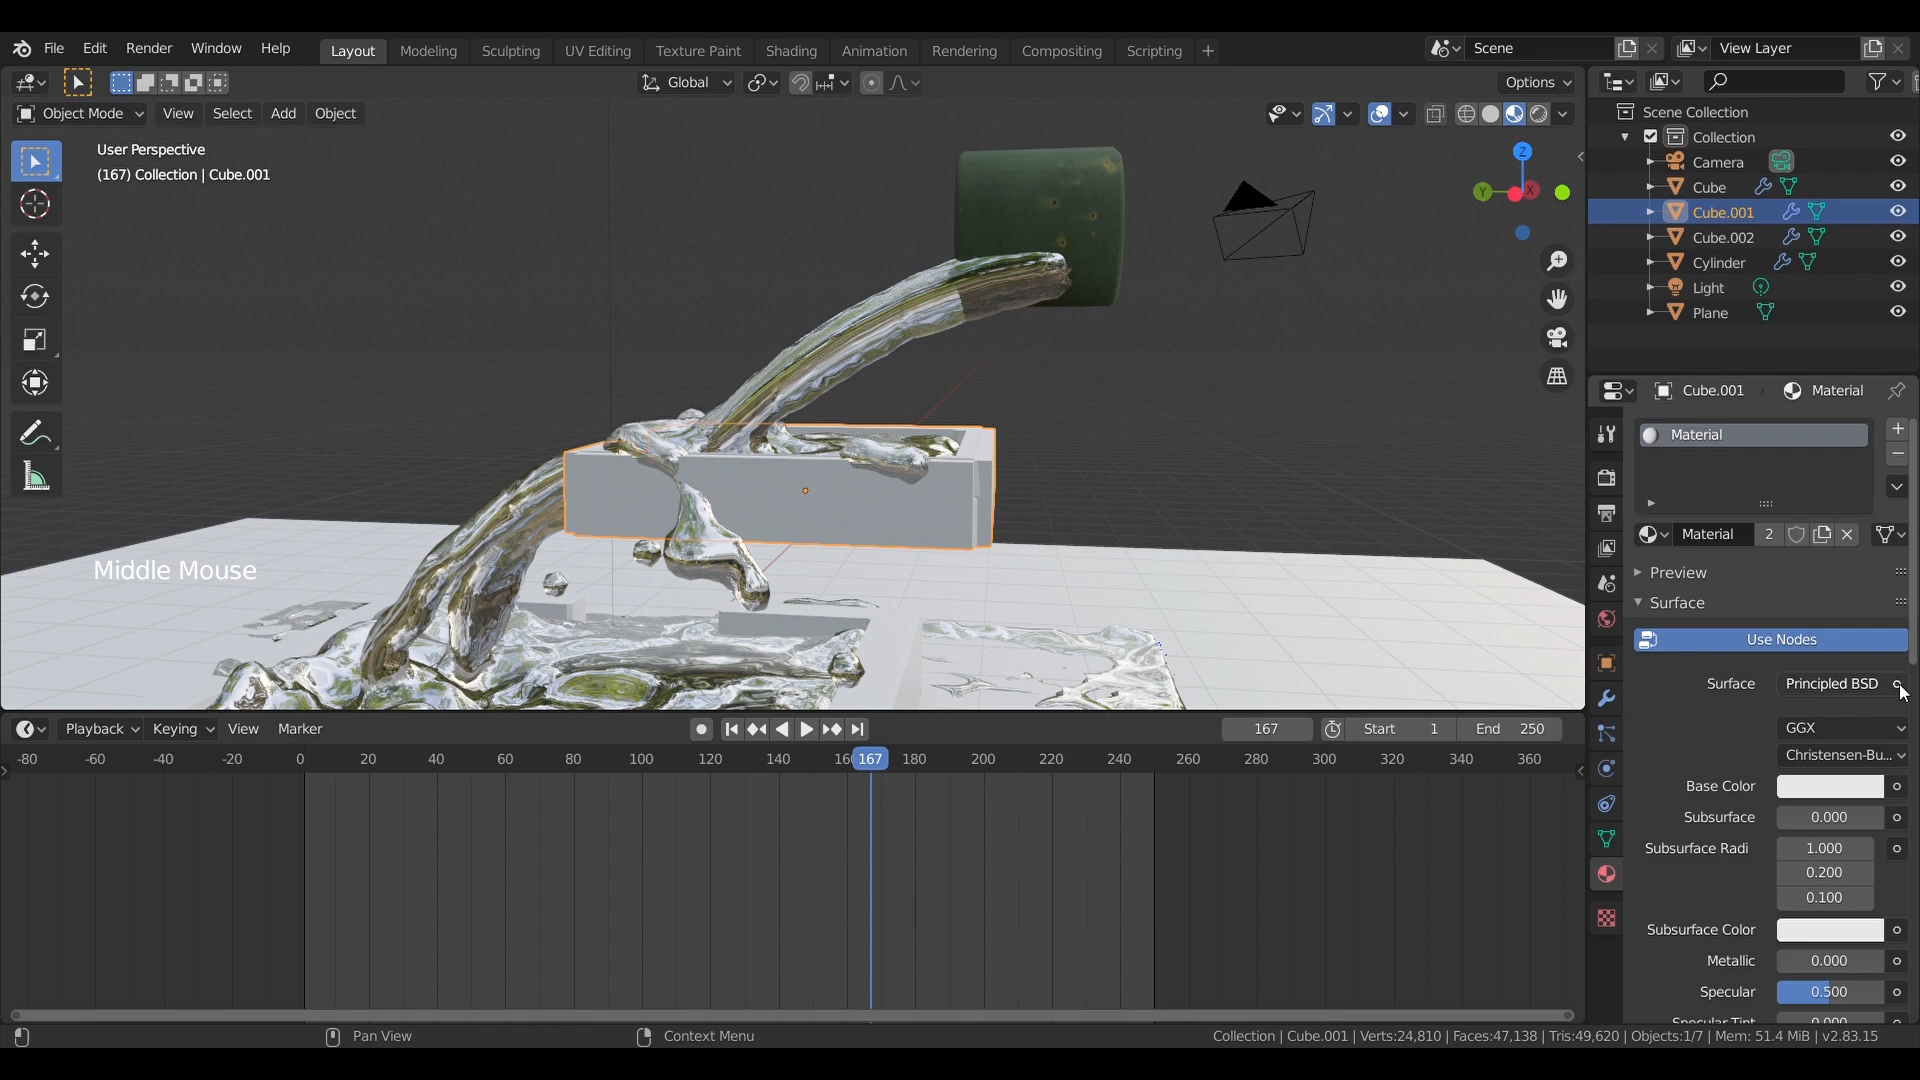 File Edit Render Window Help Layout Modeling Sculpting UV Editing Texture Paint Shading Animation Rendering Compositing Scripting + Scene View Layer
Global Options
Object Mode View Select Add Object
User Perspective
(167) Collection | Cube.001
Z
Y X
Middle Mouse
Scene Collection
Collection
Camera
Cube
Cube.001
Cube.002
Cylinder
Light
Plane
Cube.001 Material
Material
Material 2
Preview
Surface
Use Nodes
Surface Principled BSD
GGX
Christensen-Bu...
Base Color
Subsurface 0.000
Subsurface Radi 1.000
0.200
0.100
Subsurface Color
Metallic 0.000
Specular 0.500
Specular Tint 0.000
Playback Keying View Marker 167 Start 1 End 250
-80 -60 -40 -20 0 20 40 60 80 100 120 140 16 167 180 200 220 240 260 280 300 320 340 360
Pan View Context Menu Collection | Cube.001 | Verts:24,810 | Faces:47,138 | Tris:49,620 | Objects:1/7 | Mem: 51.4 MiB | v2.83.15